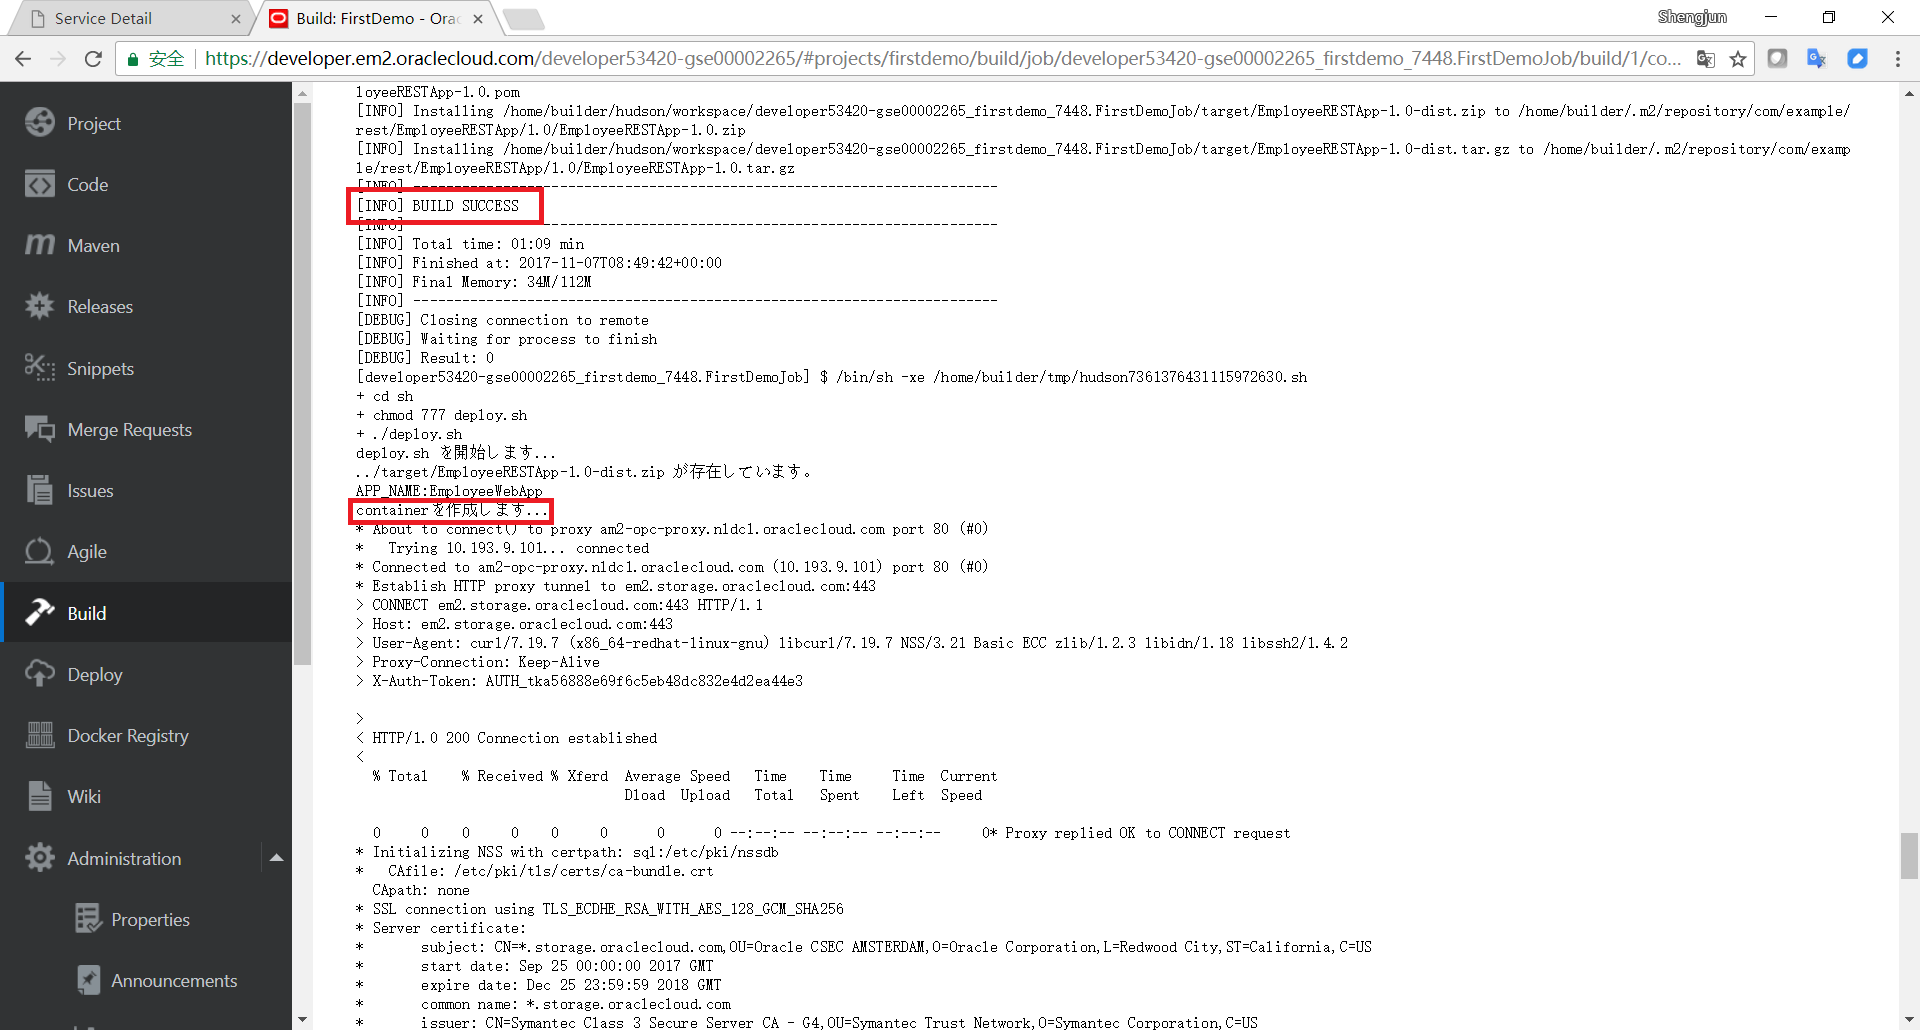 Service Detail
Build: FirstDemo - Orac
Shengjun
安全
https://developer.em2.oraclecloud.com/developer53420-gse00002265/#projects/firstdemo/build/job/developer53420-gse00002265_firstdemo_7448.FirstDemoJob/build/1/co...
Project
Code
Maven
Releases
Snippets
Merge Requests
Issues
Agile
Build
Deploy
Docker Registry
Wiki
Administration
Properties
Announcements
loyeeRESTApp-1.0.pom
[INFO] Installing /home/builder/hudson/workspace/developer53420-gse00002265_firstdemo_7448.FirstDemoJob/target/EmployeeRESTApp-1.0-dist.zip to /home/builder/.m2/repository/com/example/
rest/EmployeeRESTApp/1.0/EmployeeRESTApp-1.0.zip
[INFO] Installing /home/builder/hudson/workspace/developer53420-gse00002265_firstdemo_7448.FirstDemoJob/target/EmployeeRESTApp-1.0-dist.tar.gz to /home/builder/.m2/repository/com/examp
le/rest/EmployeeRESTApp/1.0/EmployeeRESTApp-1.0.tar.gz
[INFO] ------------------------------------------------------------------------
[INFO] BUILD SUCCESS
[INFO] ------------------------------------------------------------------------
[INFO] Total time: 01:09 min
[INFO] Finished at: 2017-11-07T08:49:42+00:00
[INFO] Final Memory: 34M/112M
[INFO] ------------------------------------------------------------------------
[DEBUG] Closing connection to remote
[DEBUG] Waiting for process to finish
[DEBUG] Result: 0
[developer53420-gse00002265_firstdemo_7448.FirstDemoJob] $ /bin/sh -xe /home/builder/tmp/hudson7361376431115972630.sh
+ cd sh
+ chmod 777 deploy.sh
+ ./deploy.sh
deploy.sh を開始します...
../target/EmployeeRESTApp-1.0-dist.zip が存在しています。
APP_NAME:EmployeeWebApp
containerを作成します...
* About to connect() to proxy am2-opc-proxy.nldc1.oraclecloud.com port 80 (#0)
*   Trying 10.193.9.101... connected
* Connected to am2-opc-proxy.nldc1.oraclecloud.com (10.193.9.101) port 80 (#0)
* Establish HTTP proxy tunnel to em2.storage.oraclecloud.com:443
> CONNECT em2.storage.oraclecloud.com:443 HTTP/1.1
> Host: em2.storage.oraclecloud.com:443
> User-Agent: curl/7.19.7 (x86_64-redhat-linux-gnu) libcurl/7.19.7 NSS/3.21 Basic ECC zlib/1.2.3 libidn/1.18 libssh2/1.4.2
> Proxy-Connection: Keep-Alive
> X-Auth-Token: AUTH_tka56888e69f6c5eb48dc832e4d2ea44e3
>
< HTTP/1.0 200 Connection established
<
% Total    % Received % Xferd  Average Speed   Time    Time     Time  Current
Dload  Upload   Total   Spent    Left  Speed
0     0    0     0    0     0      0      0 --:--:-- --:--:-- --:--:--     0* Proxy replied OK to CONNECT request
* Initializing NSS with certpath: sql:/etc/pki/nssdb
*   CAfile: /etc/pki/tls/certs/ca-bundle.crt
CApath: none
* SSL connection using TLS_ECDHE_RSA_WITH_AES_128_GCM_SHA256
* Server certificate:
*       subject: CN=*.storage.oraclecloud.com,OU=Oracle CSEC AMSTERDAM,O=Oracle Corporation,L=Redwood City,ST=California,C=US
*       start date: Sep 25 00:00:00 2017 GMT
*       expire date: Dec 25 23:59:59 2018 GMT
*       common name: *.storage.oraclecloud.com
*       issuer: CN=Symantec Class 3 Secure Server CA - G4,OU=Symantec Trust Network,O=Symantec Corporation,C=US